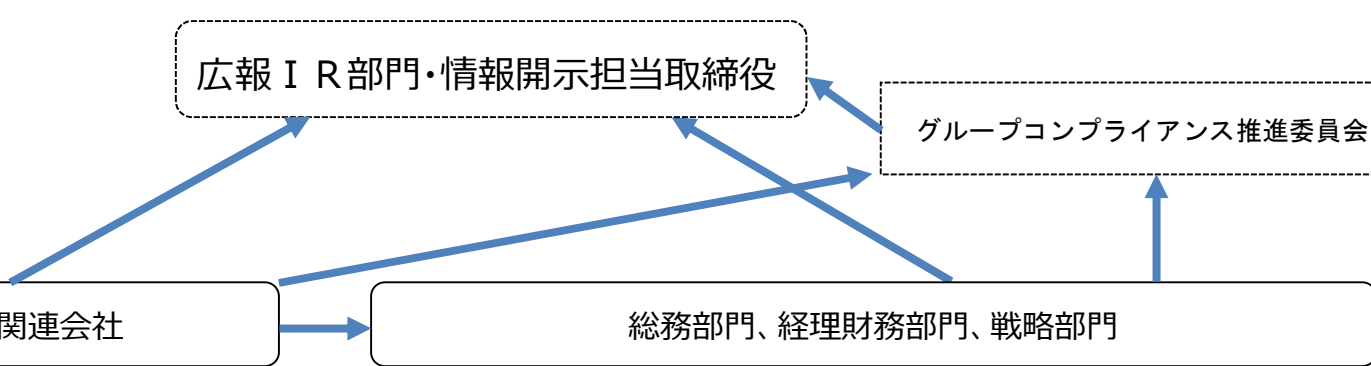 広報ＩＲ部門・情報開示担当取締役
グループコンプライアンス推進委員会
関連会社
総務部門、経理財務部門、戦略部門